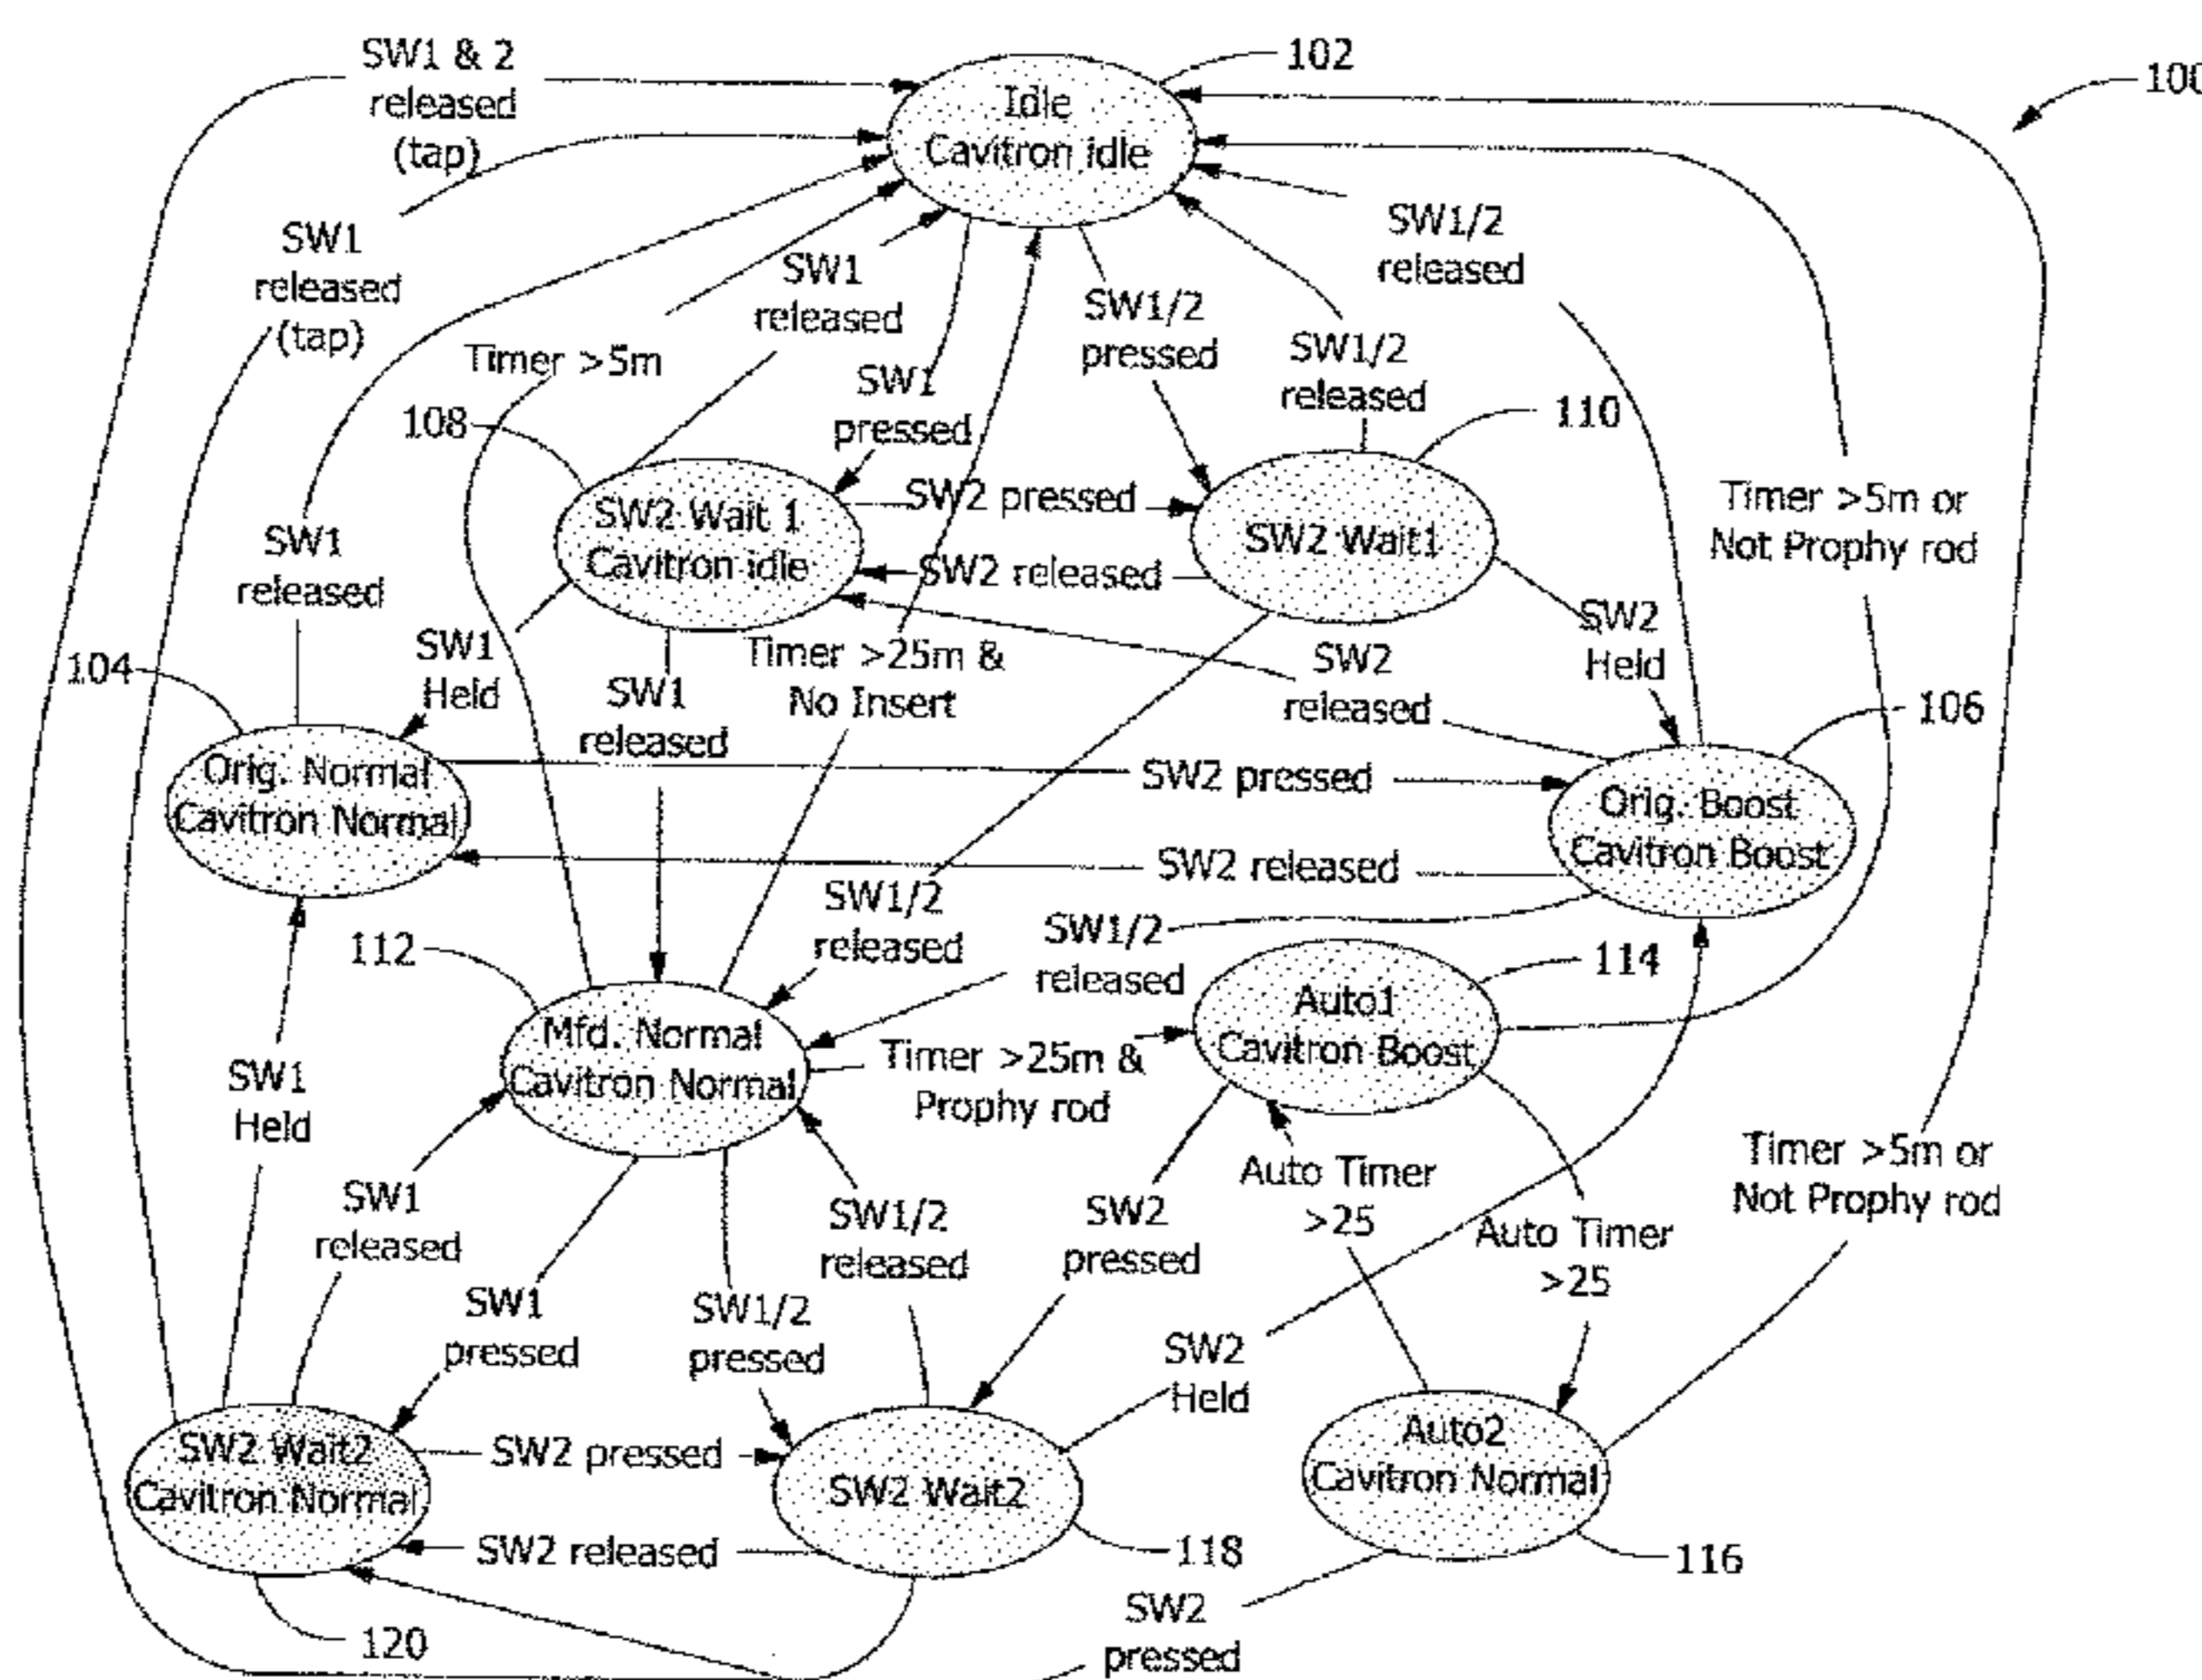 SW1 & 2
released
(tap)
102
100
Idle
Cavitron idle
SW1
released
(tap)
SW1
released
SW1/2
pressed
SW1/2
released
SW1/2
released
Timer >5m
SW1
pressed
108
110
SW2 Wait 1
Cavitron idle
SW2 pressed
SW2 released
SW2 Wait1
Timer >5m or
Not Prophy rod
SW1
released
104
SW1
Held
SW1
released
Timer >25m &
No Insert
SW2
released
SW2
Held
106
Orig. Normal
Cavitron Normal
SW2 pressed
SW2 released
Orig. Boost
Cavitron Boost
SW1/2
released
SW1/2
released
112
114
Mfd. Normal
Cavitron Normal
Timer >25m &
Prophy rod
Auto1
Cavitron Boost
SW1
Held
SW1
released
SW1
pressed
SW1/2
pressed
SW1/2
released
SW2
pressed
Auto Timer
>25
Auto Timer
>25
Timer >5m or
Not Prophy rod
SW2
Held
SW2 Wait2
Cavitron Normal
SW2 pressed
SW2 released
SW2 Wait2
Auto2
Cavitron Normal
118
116
120
SW2
pressed